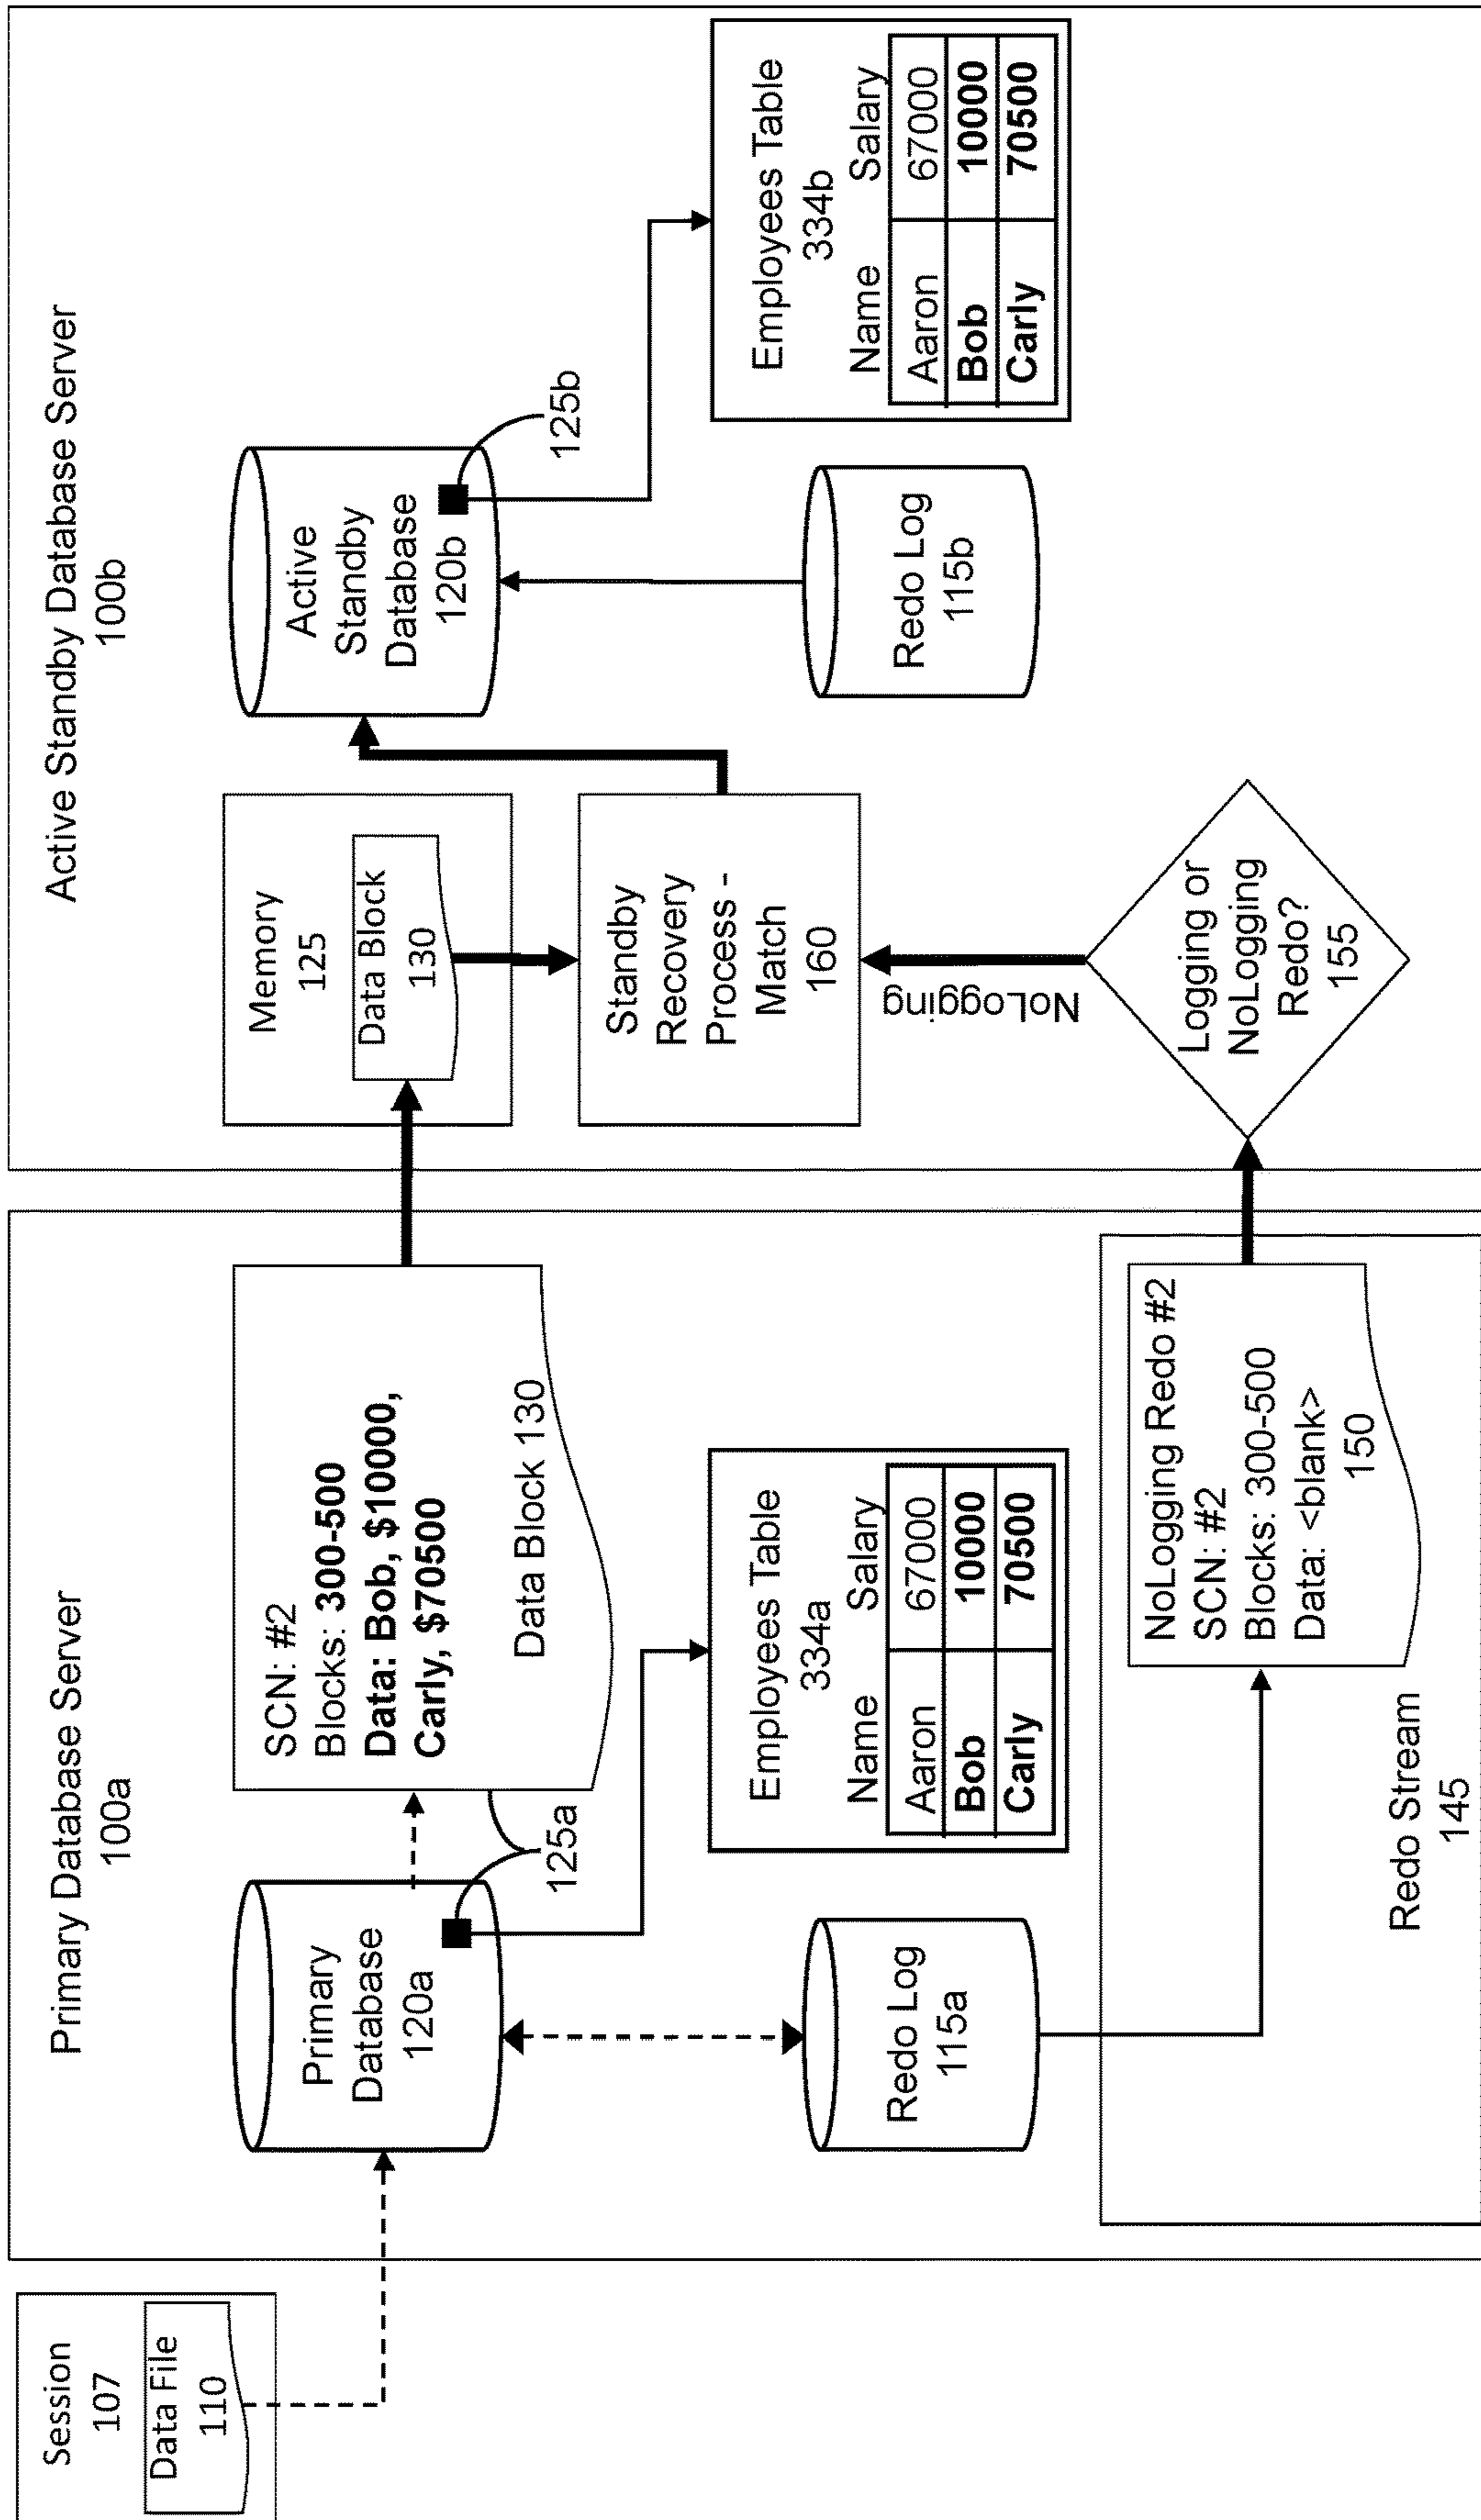 Session
107
Data File
110
Primary Database Server
100a
Primary
Database
120a
125a
SCN: #2
Blocks: 300-500
Data: Bob, $10000,
Carly, $70500
Data Block 130
Employees Table
334a
Name Salary
Aaron 67000
Bob 10000
Carly 70500
Redo Log
115a
NoLogging Redo #2
SCN: #2
Blocks: 300-500
Data: <blank>
150
Redo Stream
145
Active Standby Database Server
100b
Memory
125
Data Block
130
Standby
Recovery
Process -
Match
160
NoLogging
Logging or
NoLogging
Redo?
155
Active
Standby
Database
120b
125b
Redo Log
115b
Employees Table
334b
Name Salary
Aaron 67000
Bob 10000
Carly 70500